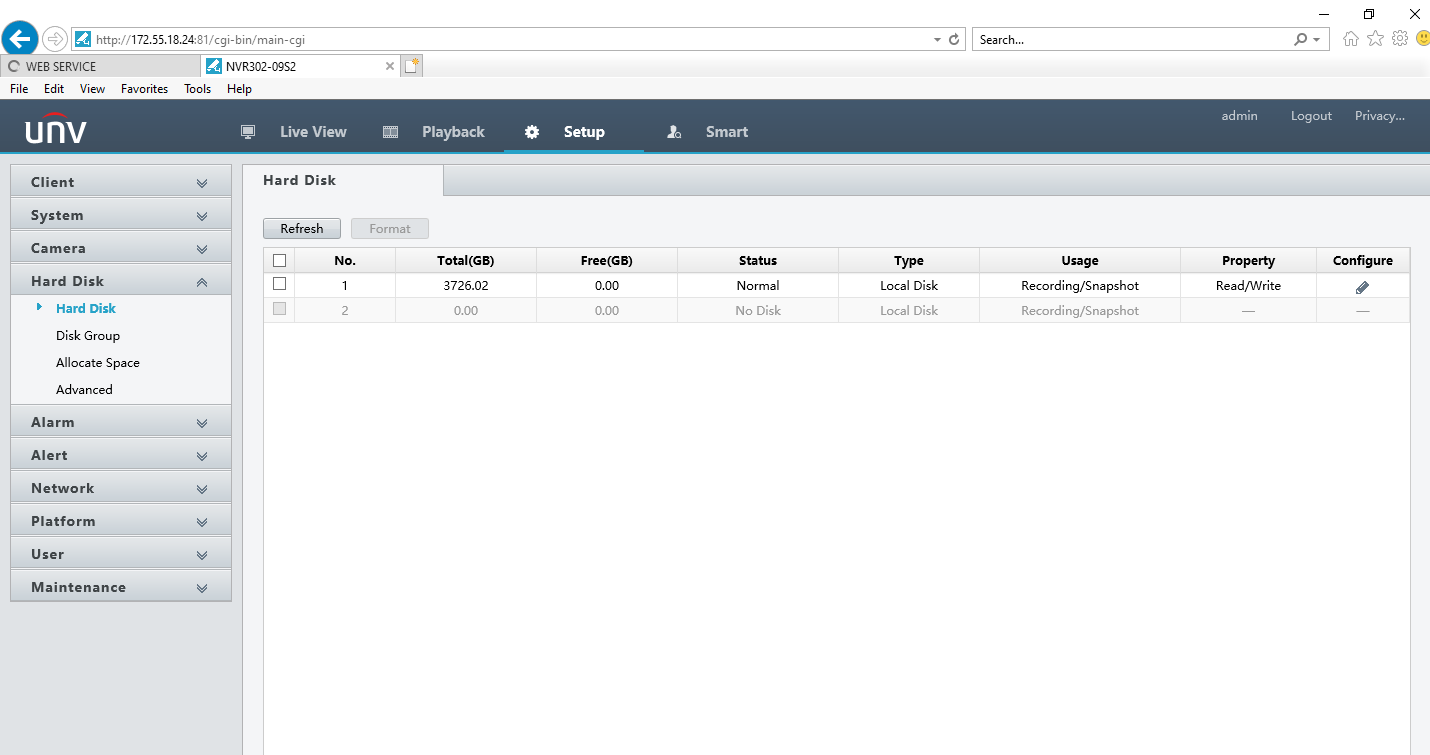 http://172.55.18.24:81/cgi-bin/main-cgi
Search...
WEB SERVICE
NVR302-09S2
File Edit View Favorites Tools Help
unv
Live View Playback Setup Smart
admin Logout Privacy...
Client
System
Camera
Hard Disk
Hard Disk
Disk Group
Allocate Space
Advanced
Alarm
Alert
Network
Platform
User
Maintenance
Hard Disk
Refresh Format
No. Total(GB) Free(GB) Status Type Usage Property Configure
1 3726.02 0.00 Normal Local Disk Recording/Snapshot Read/Write
2 0.00 0.00 No Disk Local Disk Recording/Snapshot — —